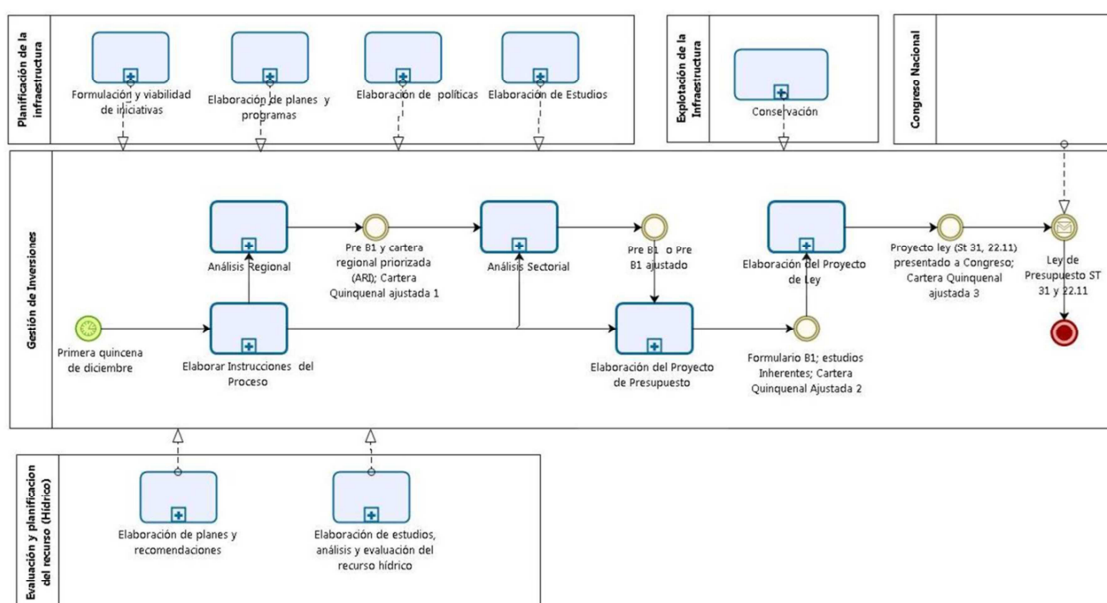 Planificación de la
infraestructura
Formulación y viabilidad
de iniciativas
Elaboración de planes y
programas
Elaboración de políticas
Elaboración de Estudios
Explotación de la
Infraestructura
Conservación
Congreso Nacional
Gestión de Inversiones
Primera quincena
de diciembre
Análisis Regional
Elaborar Instrucciones del
Proceso
Pre B1 y cartera
regional priorizada
(ARI); Cartera
Quinquenal ajustada 1
Análisis Sectorial
Pre B1 o Pre
B1 ajustado
Elaboración del Proyecto
de Presupuesto
Formulario B1; estudios
Inherentes; Cartera
Quinquenal Ajustada 2
Elaboración del Proyecto
de Ley
Proyecto ley (St 31, 22.11)
presentado a Congreso;
Cartera Quinquenal
ajustada 3
Ley de
Presupuesto ST
31 y 22.11
Evaluación y planificacion
del recurso (Hídrico)
Elaboración de planes y
recomendaciones
Elaboración de estudios,
análisis y evaluación del
recurso hídrico